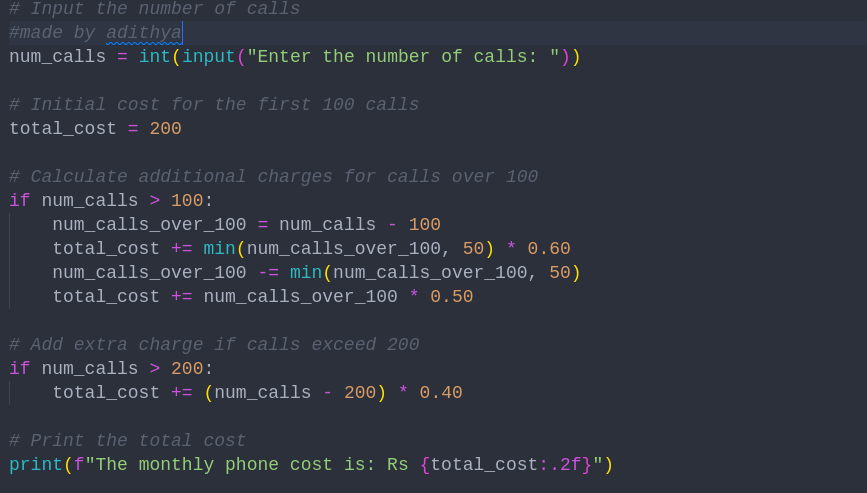 # Input the number of calls
#made by adithya
num_calls = int(input("Enter the number of calls: "))
# Initial cost for the first 100 calls
total_cost = 200
# Calculate additional charges for calls over 100
if num_calls > 100:
    num_calls_over_100 = num_calls - 100
    total_cost += min(num_calls_over_100, 50) * 0.60
    num_calls_over_100 -= min(num_calls_over_100, 50)
    total_cost += num_calls_over_100 * 0.50
# Add extra charge if calls exceed 200
if num_calls > 200:
    total_cost += (num_calls - 200) * 0.40
# Print the total cost
print(f"The monthly phone cost is: Rs {total_cost:.2f}")